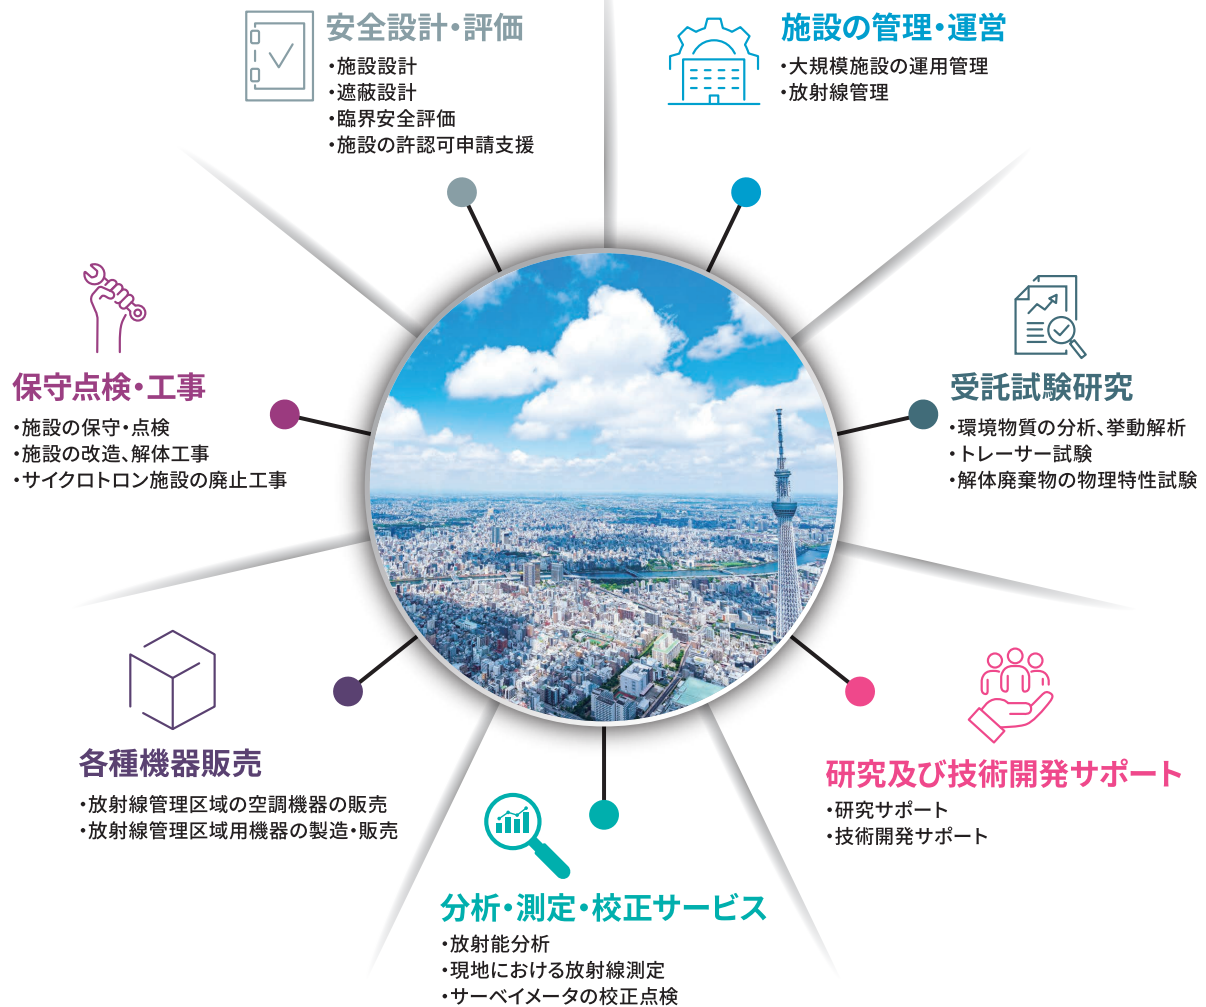 安全設計・評価
・施設設計
・遮蔽設計
・臨界安全評価
・施設の許認可申請支援
施設の管理・運営
・大規模施設の運用管理
・放射線管理
保守点検・工事
・施設の保守・点検
・施設の改造、解体工事
・サイクロトロン施設の廃止工事
受託試験研究
・環境物質の分析、挙動解析
・トレーサー試験
・解体廃棄物の物理特性試験
各種機器販売
・放射線管理区域の空調機器の販売
・放射線管理区域用機器の製造・販売
研究及び技術開発サポート
・研究サポート
・技術開発サポート
分析・測定・校正サービス
・放射能分析
・現地における放射線測定
・サーベイメータの校正点検